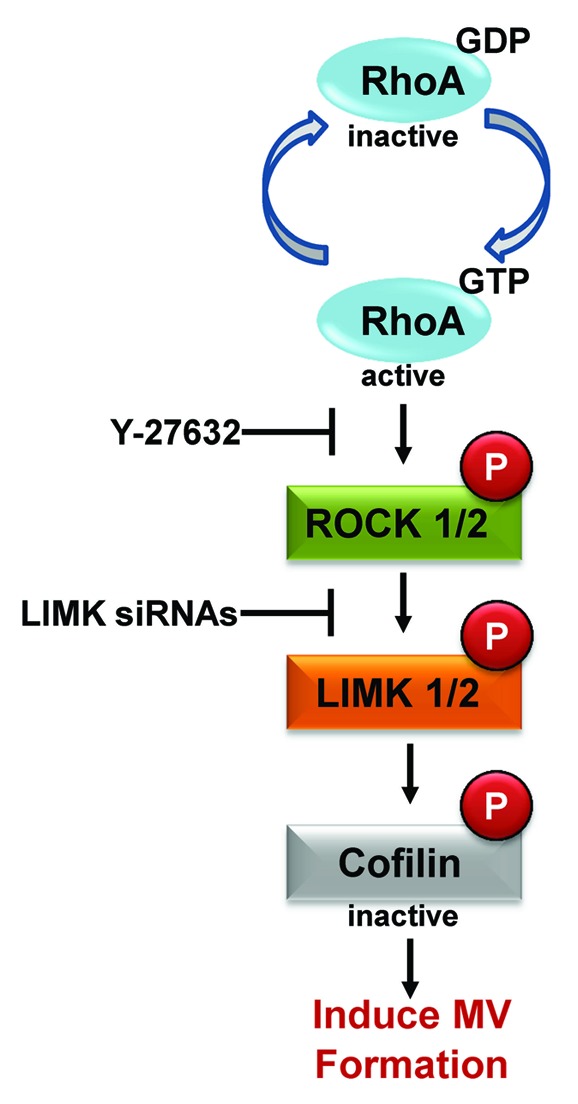 GDP
RhoA
inactive
GTP
RhoA
active
Y-27632
P
ROCK 1/2
LIMK siRNAs
P
LIMK 1/2
P
Cofilin
inactive
Induce MV
Formation